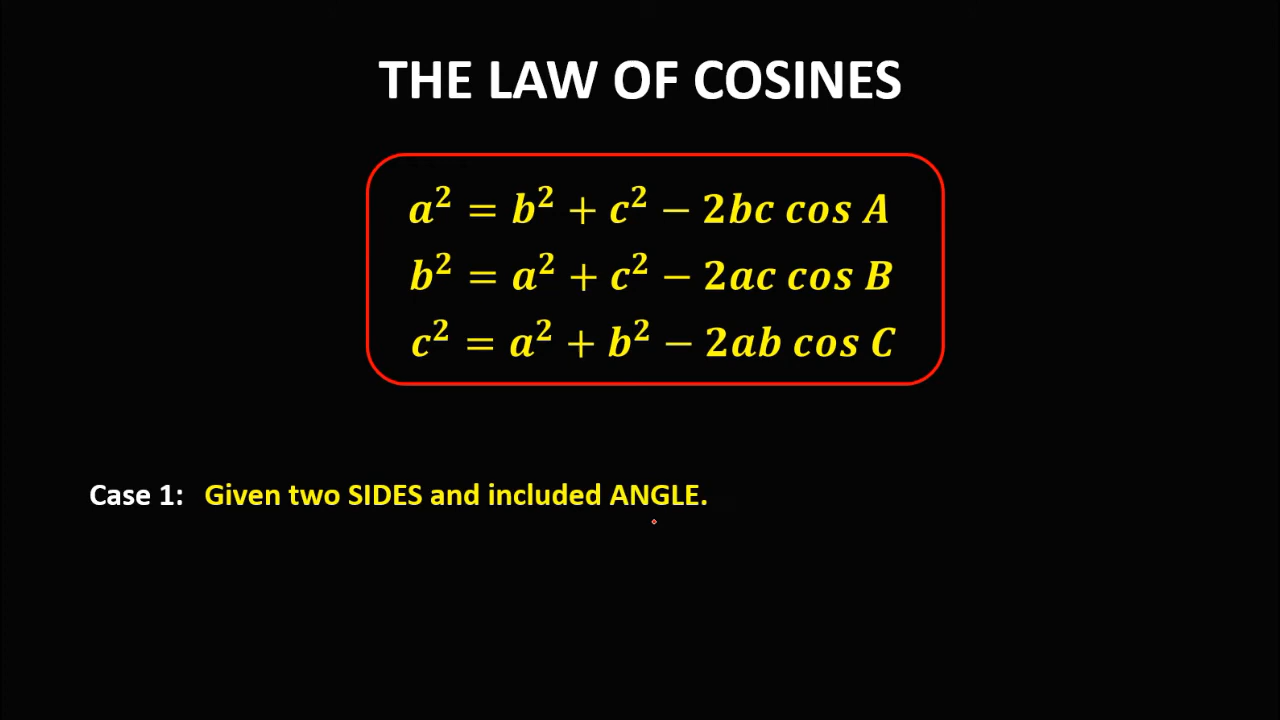 THE LAW OF COSINES
a² = b² + c² − 2bc cos A
b² = a² + c² − 2ac cos B
c² = a² + b² − 2ab cos C
Case 1: Given two SIDES and included ANGLE.